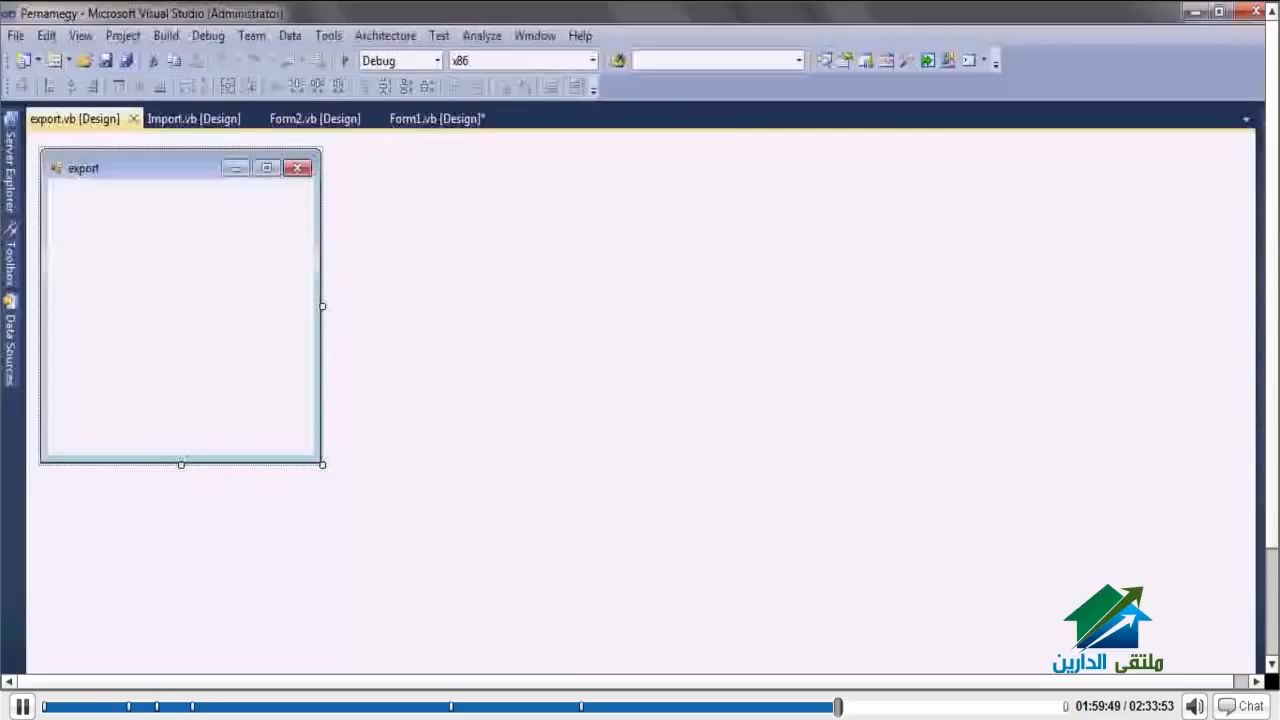 Pernamegy - Microsoft Visual Studio (Administrator)
File Edit View Project Build Debug Team Data Tools Architecture Test Analyze Window Help
Debug x86
export.vb [Design] Import.vb [Design] Form2.vb [Design] Form1.vb [Design]*
Server Explorer
Toolbox
Data Sources
export
ملتقى الدارين
01:59:49 / 02:33:53 Chat